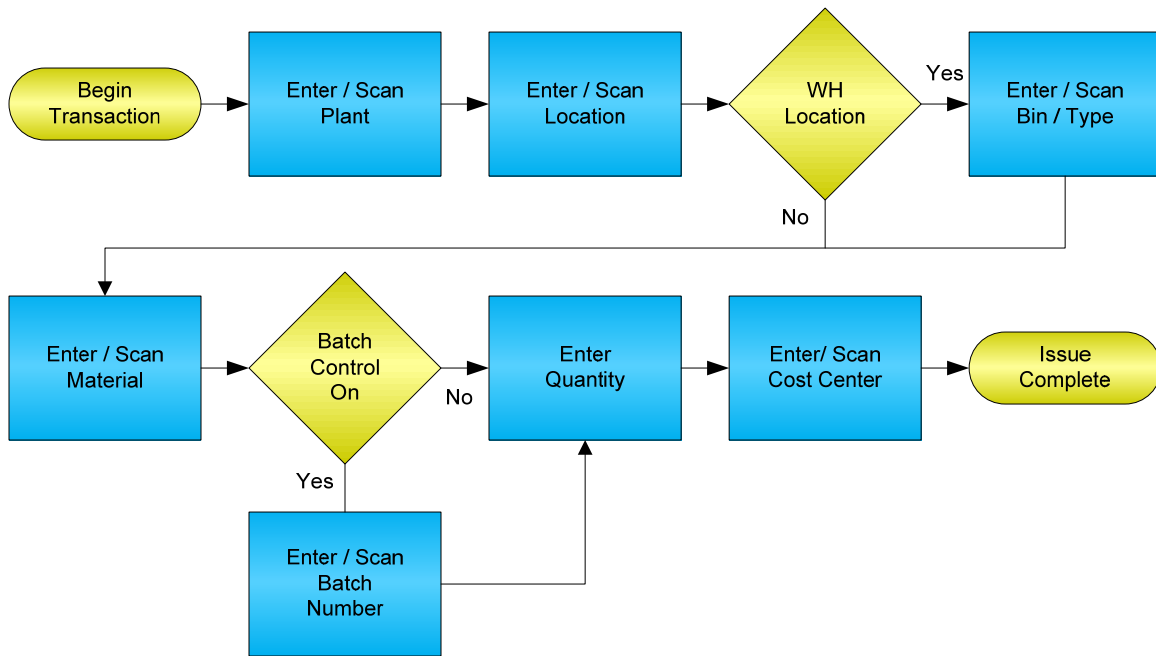 Begin
Transaction
Enter / Scan
Plant
Enter / Scan
Location
WH
Location
Yes
Enter / Scan
Bin / Type
No
Enter / Scan
Material
Batch
Control
On
No
Yes
Enter / Scan
Batch
Number
Enter
Quantity
Enter/ Scan
Cost Center
Issue
Complete